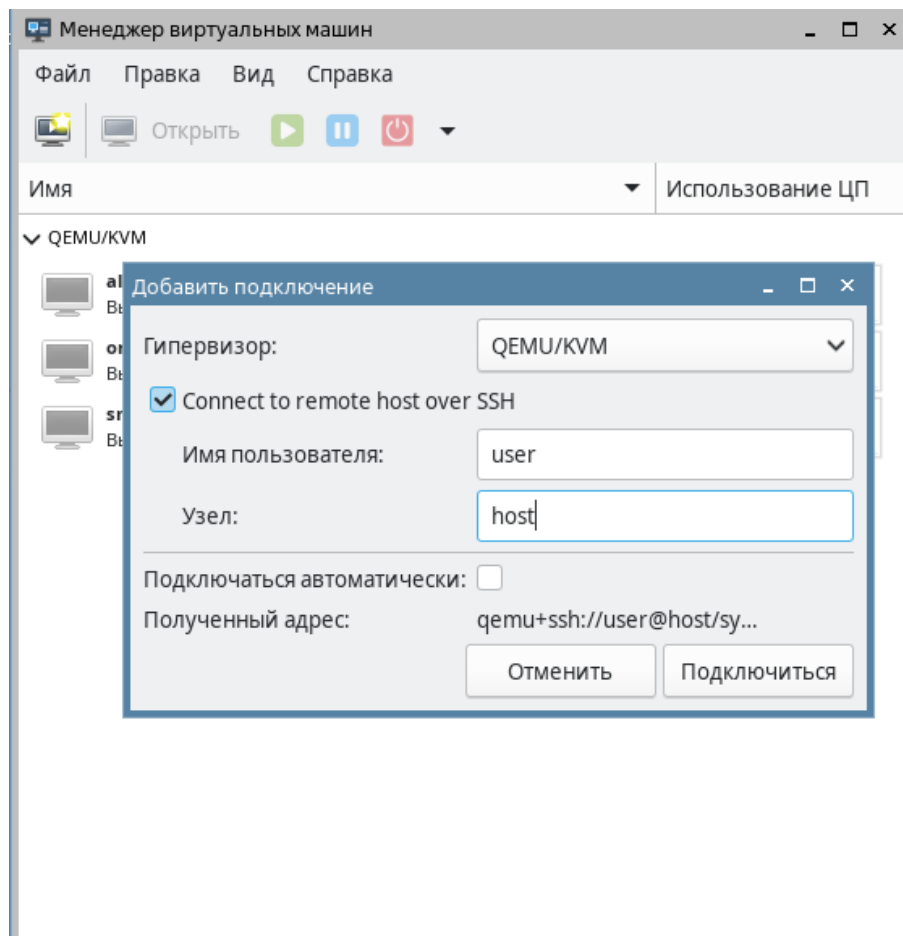 Менеджер виртуальных машин
Файл Правка Вид Справка
Открыть
Имя Использование ЦП
QEMU/KVM
Добавить подключение
Гипервизор: QEMU/KVM
Connect to remote host over SSH
Имя пользователя: user
Узел: host
Подключаться автоматически:
Полученный адрес: qemu+ssh://user@host/sy...
Отменить Подключиться